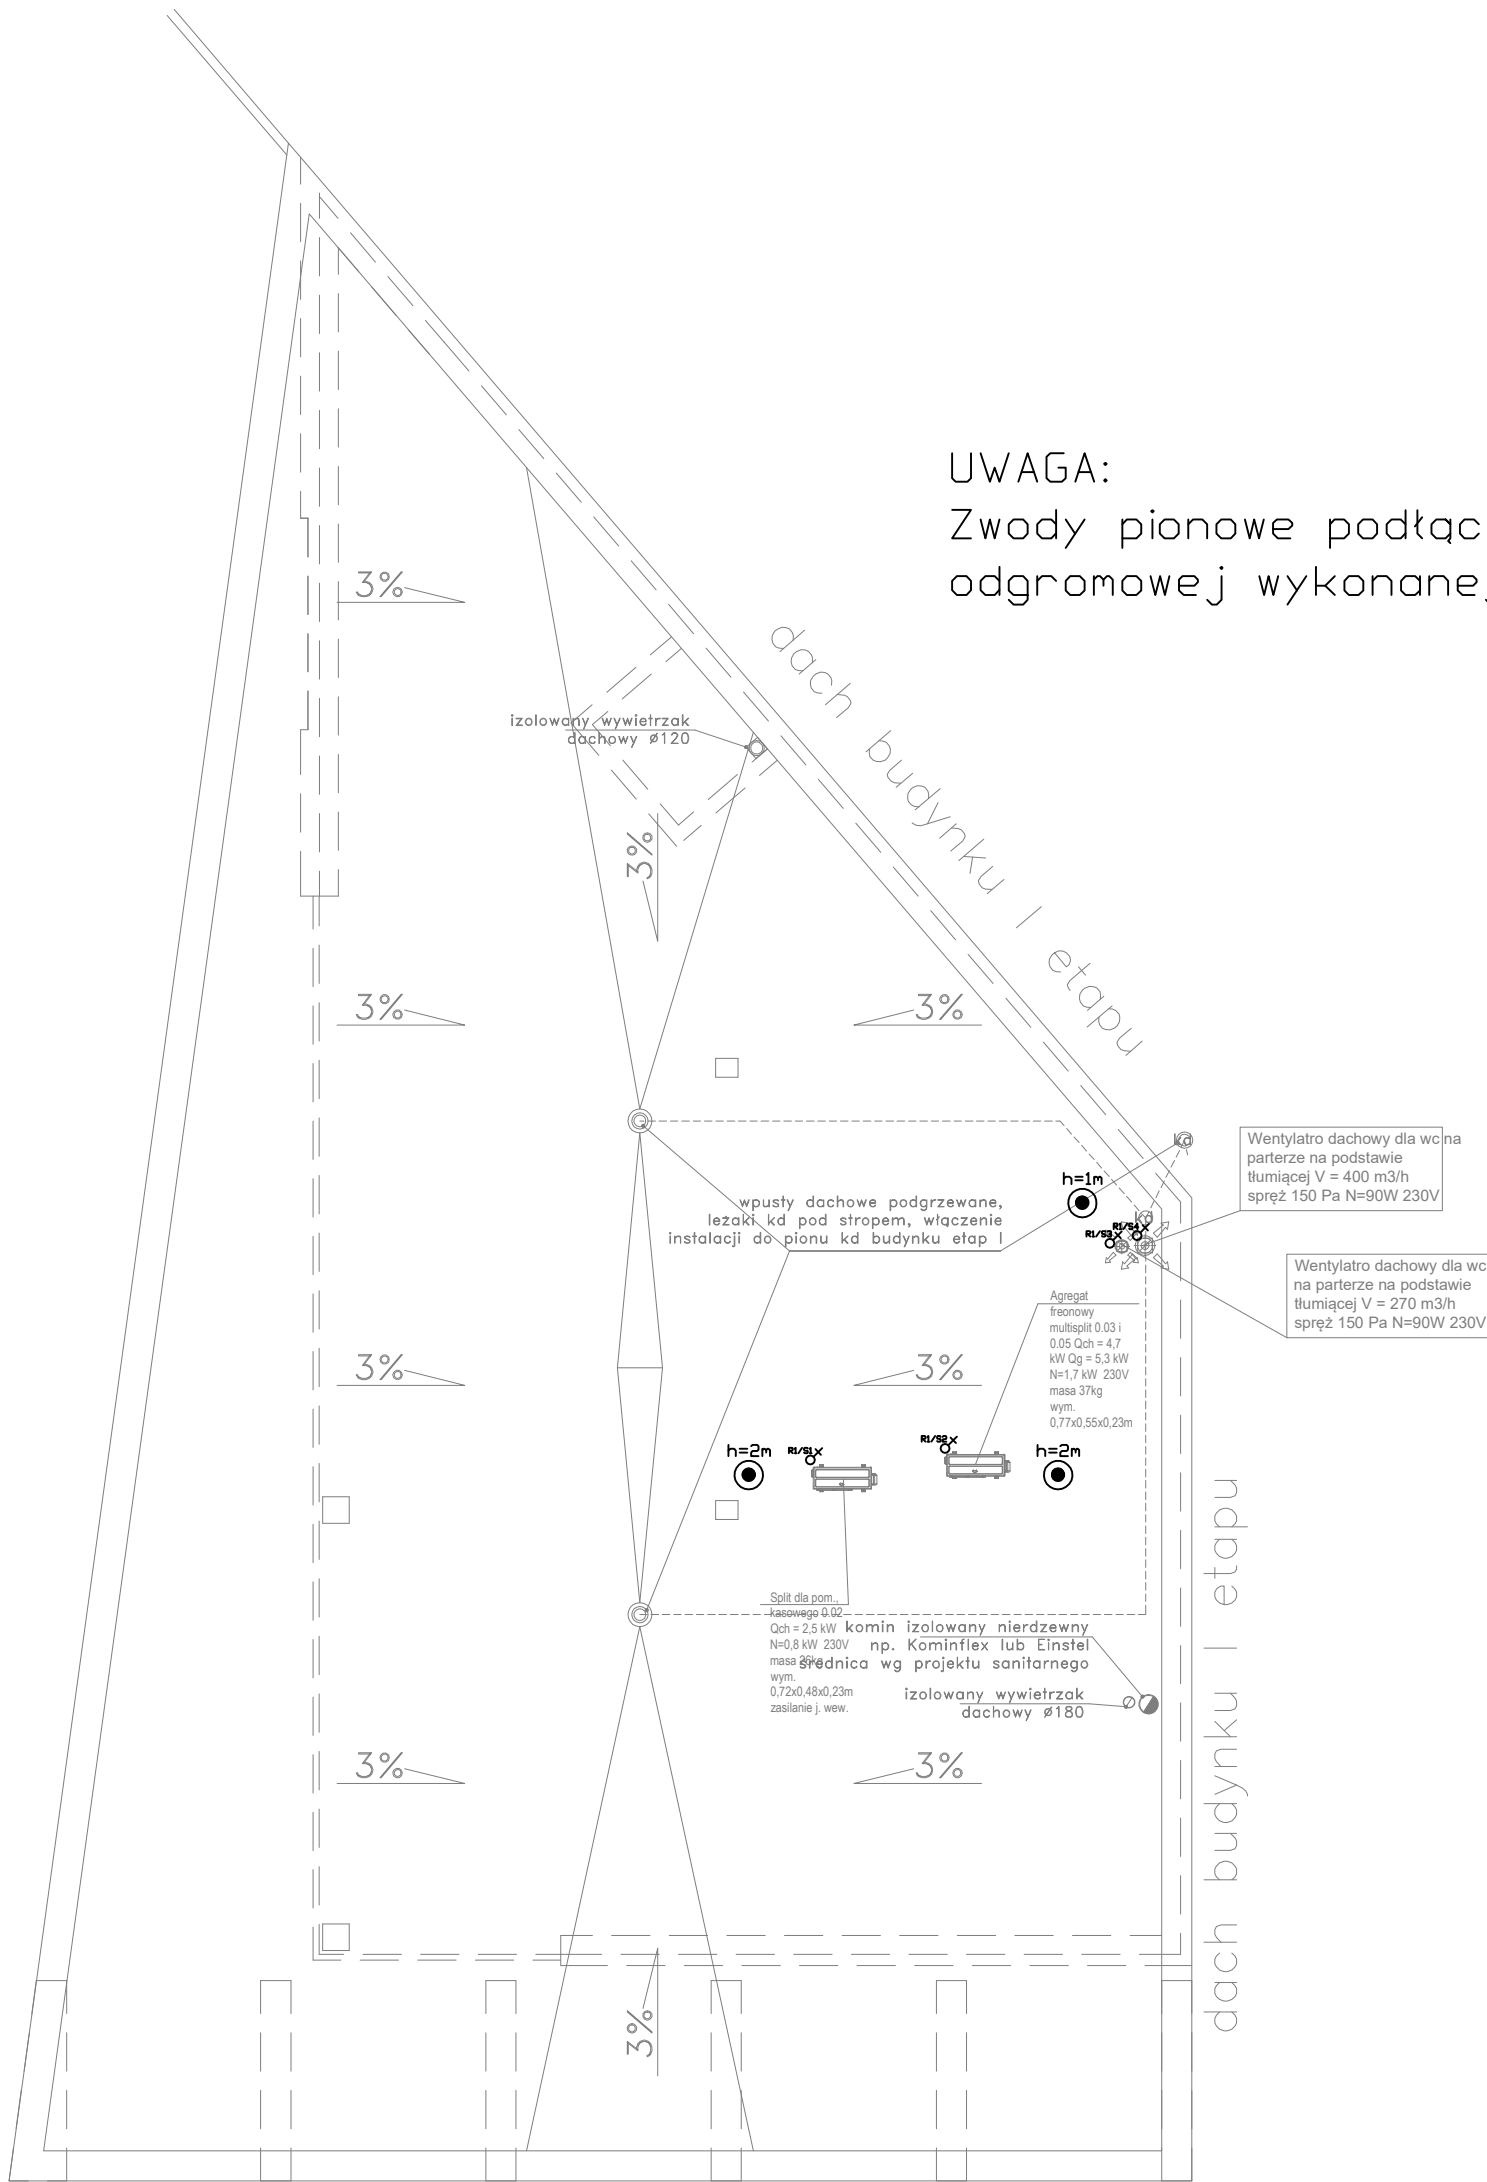 UWAGA:
Zwody pionowe podłąc
odgromowej wykonanej
3%
dach budynku I etapu
izolowany wywietrzak
dachowy ø120
3%
3%
3%
kd
Wentylatro dachowy dla wc na
parterze na podstawie
tłumiącej V = 400 m3/h
spręż 150 Pa N=90W 230V
h=1m
wpusty dachowe podgrzewane,
leżaki kd pod stropem, włączenie
instalacji do pionu kd budynku etap I
kd
R1/S4
R1/S3
Wentylatro dachowy dla wc
na parterze na podstawie
tłumiącej V = 270 m3/h
spręż 150 Pa N=90W 230V
Agregat
freonowy
multisplit 0.03 i
0.05 Qch = 4,7
kW Qg = 5,3 kW
N=1,7 kW 230V
masa 37kg
wym.
0,77x0,55x0,23m
3%
3%
h=2m
R1/S1
R1/S2
h=2m
Split dla pom.,
kasowego 0.02
Qch = 2,5 kW
N=0,8 kW 230V
masa 26kg
wym.
0,72x0,48x0,23m
zasilanie j. wew.
komin izolowany nierdzewny
np. Kominflex lub Einstel
średnica wg projektu sanitarnego
izolowany wywietrzak
dachowy ø180
3%
3%
dach budynku I etapu
3%